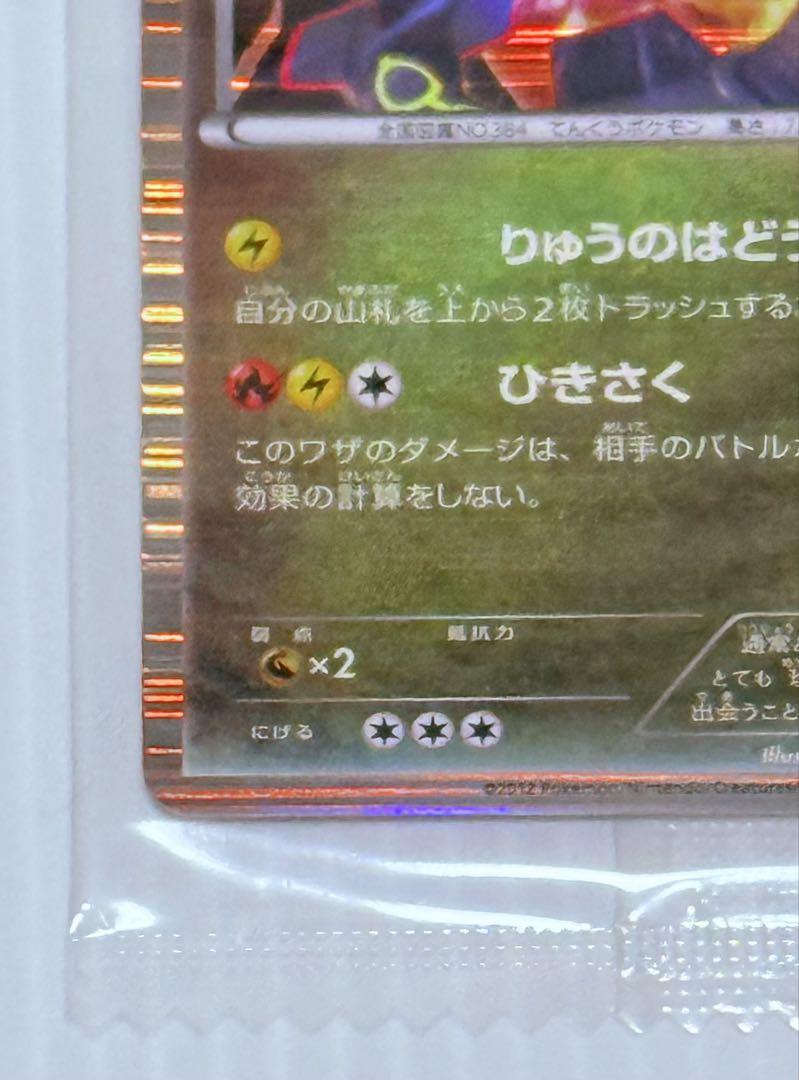 全国図鑑NO.384 てんくうポケモン 高さ
りゅうのはどう
自分の山札を上から2枚トラッシュする
ひきさく
このワザのダメージは、相手のバトル
効果の計算をしない。
弱点 抵抗力
×2
にげる
とても
出会うこと
©2012 Pokémon/Nintendo/Creatures